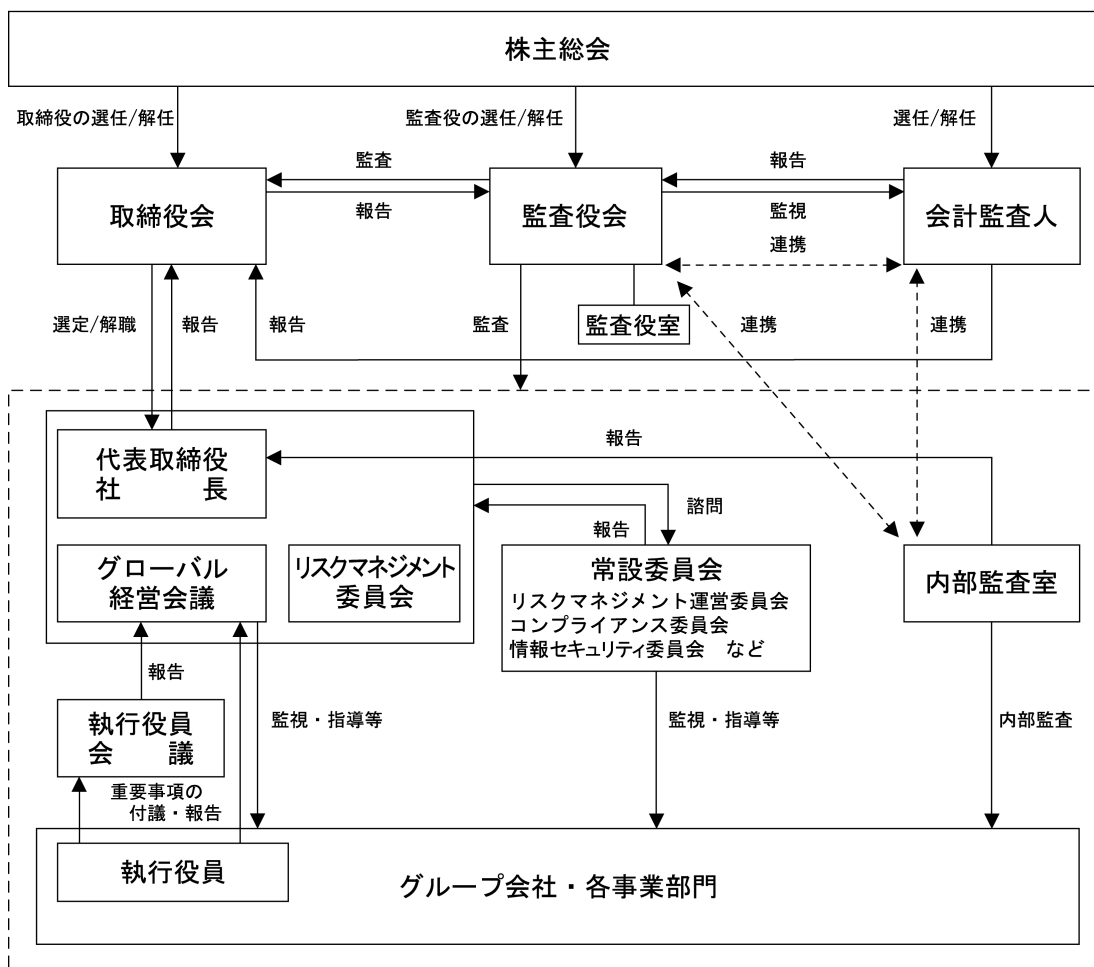 株主総会
取締役の選任/解任
監査役の選任/解任
選任/解任
取締役会
監査
報告
監査役会
報告
監視
連携
会計監査人
選定/解職
報告
報告
監査
監査役室
連携
連携
代表取締役
社　　　長
報告
諮問
報告
グローバル
経営会議
リスクマネジメント
委員会
常設委員会
リスクマネジメント運営委員会
コンプライアンス委員会
情報セキュリティ委員会　など
内部監査室
報告
執行役員
会　　議
監視・指導等
監視・指導等
内部監査
重要事項の
付議・報告
執行役員
グループ会社・各事業部門